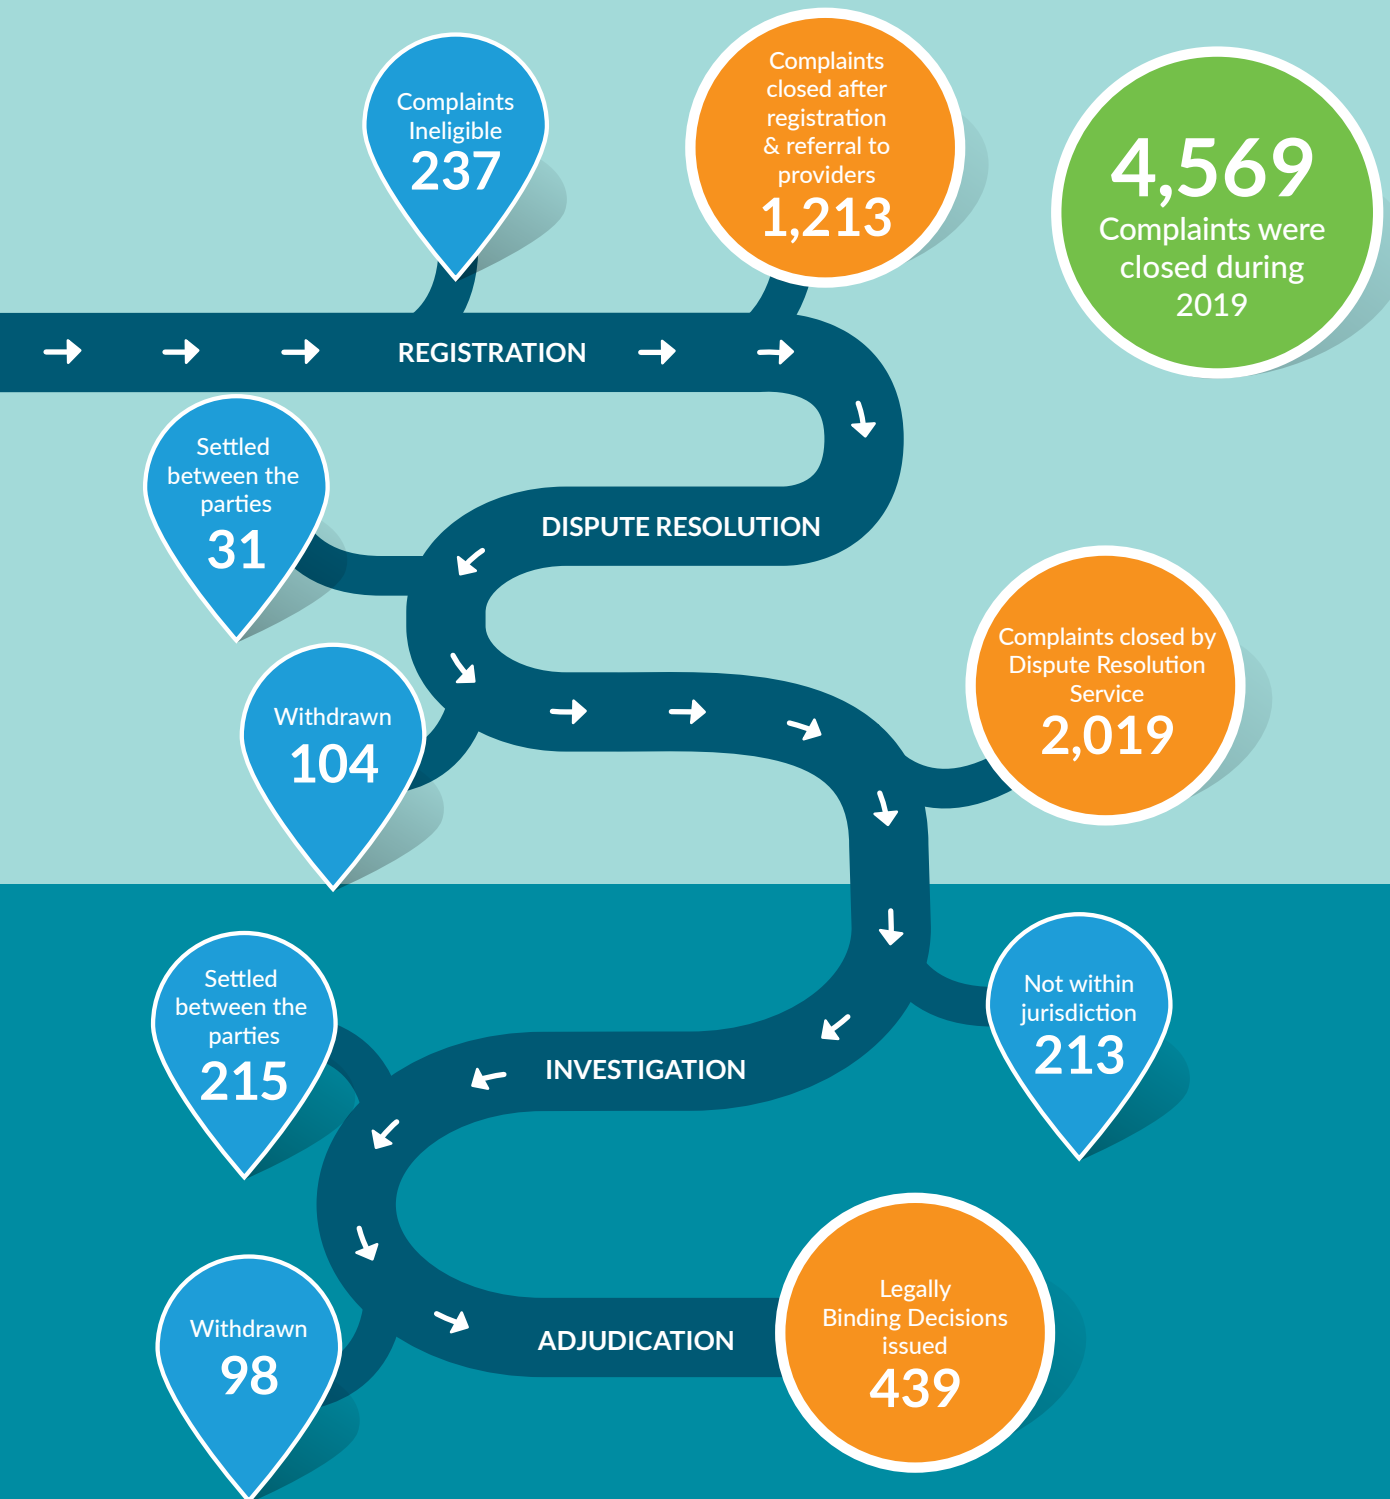 Complaints
Ineligible
237
Complaints
closed after
registration
& referral to
providers
1,213
4,569
Complaints were
closed during
2019
REGISTRATION
Settled
between the
parties
31
DISPUTE RESOLUTION
Complaints closed by
Dispute Resolution
Service
2,019
Withdrawn
104
Settled
between the
parties
215
Not within
jurisdiction
213
INVESTIGATION
Withdrawn
98
ADJUDICATION
Legally
Binding Decisions
issued
439